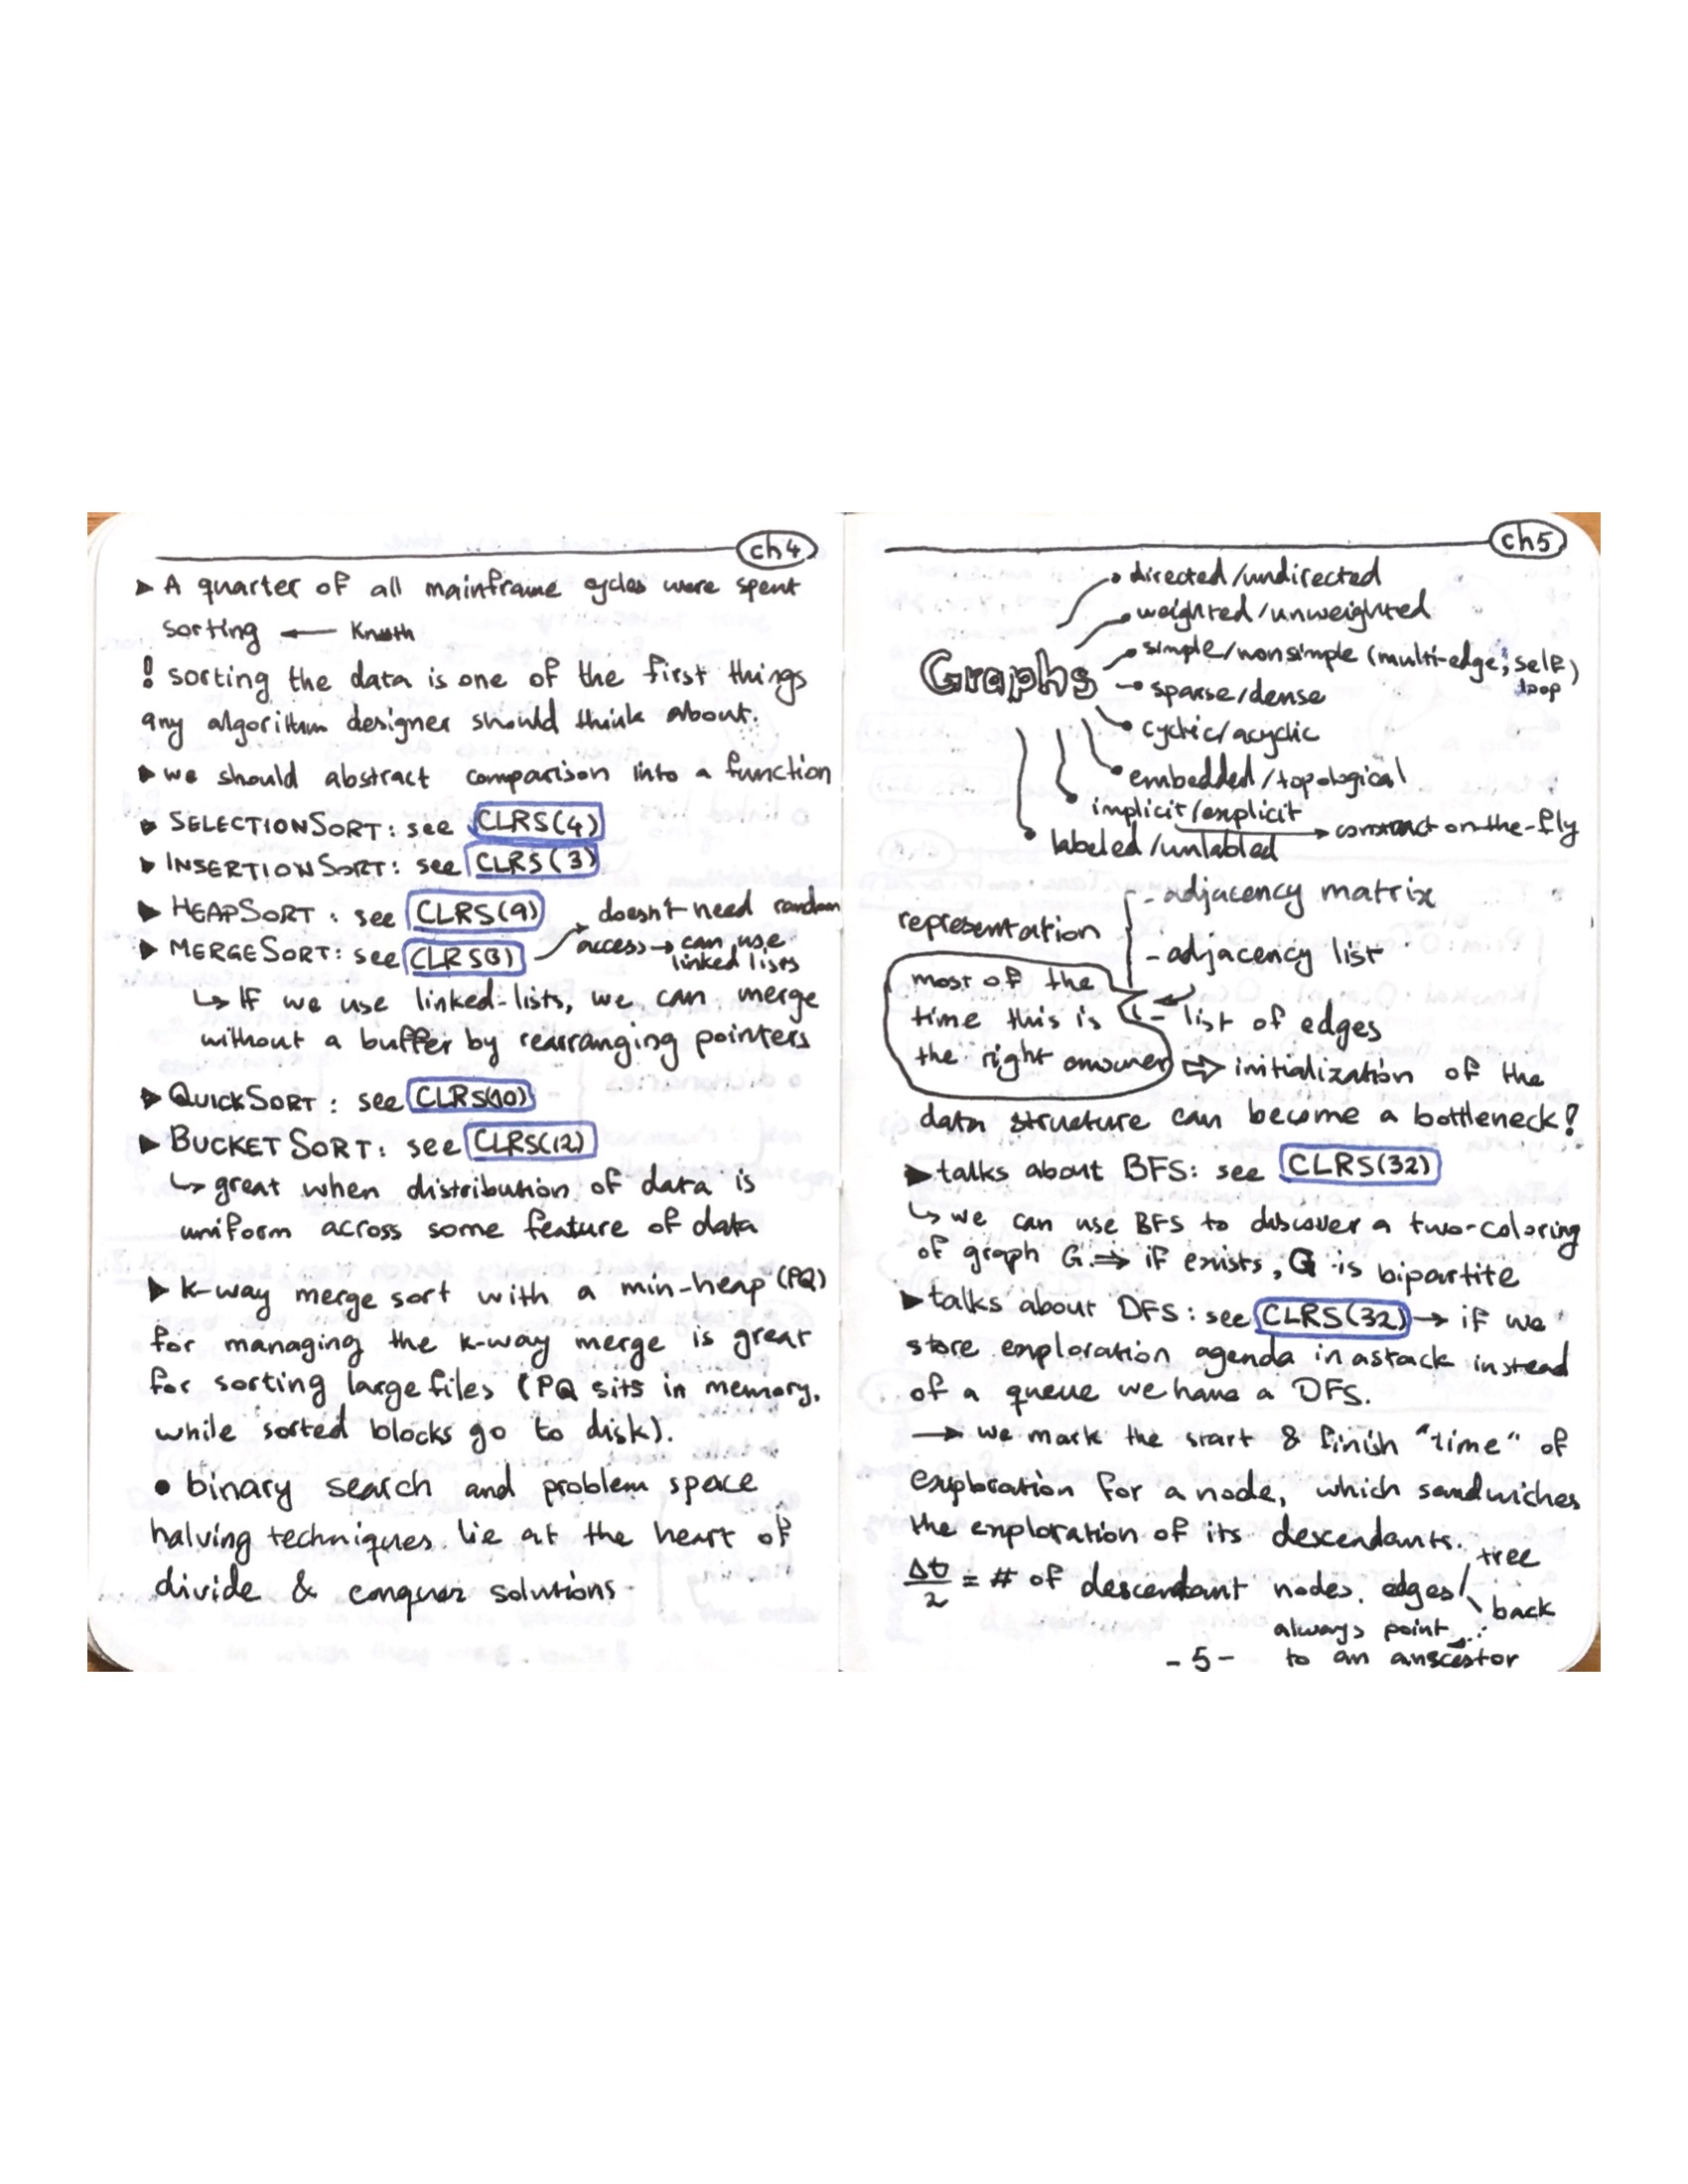 ch4
▶ A quarter of all mainframe cycles were spent
sorting ← Knuth
! sorting the data is one of the first things
any algorithm designer should think about.
▶ we should abstract comparison into a function
▶ SELECTIONSORT: see CLRS(4)
▶ INSERTIONSORT: see CLRS(3)
▶ HEAPSORT: see CLRS(9)
▶ MERGESORT: see CLRS(3) → doesn't need random
access → can use
linked lists
↳ If we use linked-lists, we can merge
without a buffer by rearranging pointers
▶ QUICKSORT: see CLRS(10)
▶ BUCKETSORT: see CLRS(12)
↳ great when distribution of data is
uniform across some feature of data
▶ k-way merge sort with a min-heap (PQ)
for managing the k-way merge is great
for sorting large files (PQ sits in memory,
while sorted blocks go to disk).
• binary search and problem space
halving techniques lie at the heart of
divide & conquer solutions.
ch5
Graphs
directed/undirected
weighted/unweighted
simple/nonsimple (multi-edge, self
loop)
sparse/dense
cyclic/acyclic
embedded/topological
implicit/explicit
→ construct on-the-fly
labeled/unlabled
representation
- adjacency matrix
- adjacency list
- list of edges
most of the
time this is
the right answer
⇒ initialization of the
data structure can become a bottleneck!
▶ talks about BFS: see CLRS(32)
↳ we can use BFS to discover a two-coloring
of graph G. ⇒ if exists, G is bipartite
▶ talks about DFS: see CLRS(32) → if we
store exploration agenda in a stack instead
of a queue we have a DFS.
→ we mark the start & finish "time" of
exploration for a node, which sandwiches
the exploration of its descendants.
Δt/2 = # of descendant nodes. edges
tree
back
always point
to an anscestor
- 5 -